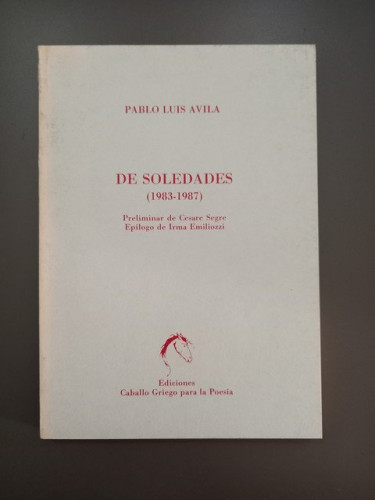 PABLO LUIS AVILA
DE SOLEDADES
(1983-1987)
Preliminar de Cesare Segre
Epílogo de Irma Emiliozzi
Ediciones
Caballo Griego para la Poesía